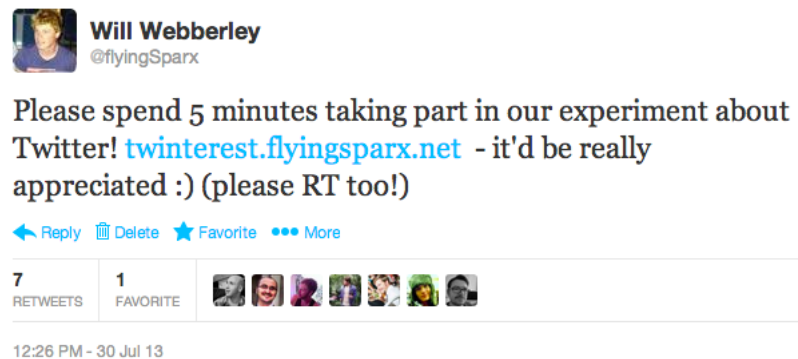 Will Webberley
@flyingSparx
Please spend 5 minutes taking part in our experiment about
Twitter! twinterest.flyingsparx.net - it'd be really
appreciated :) (please RT too!)
Reply Delete Favorite More
7 1
RETWEETS FAVORITE
12:26 PM - 30 Jul 13